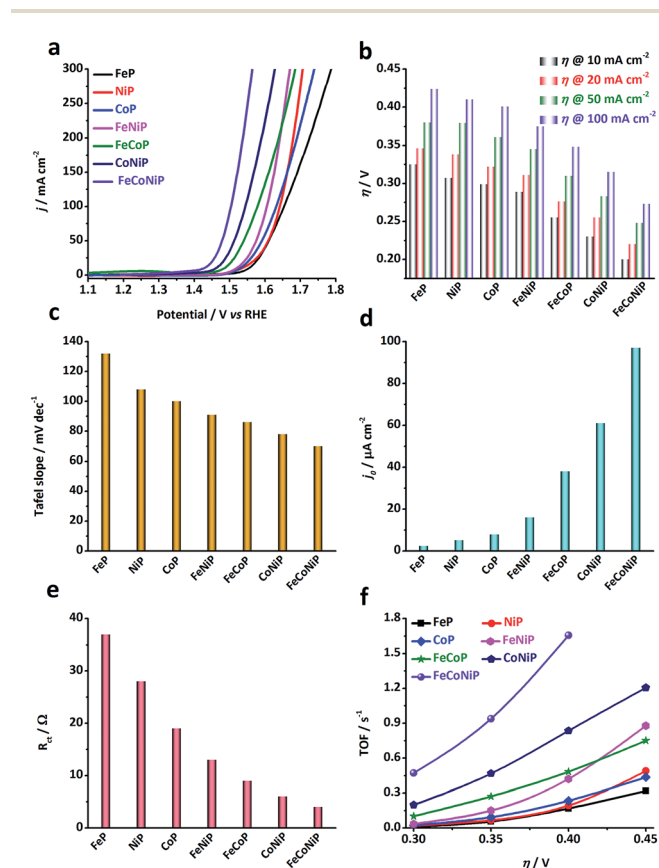 a
300
250
200
150
100
50
0
j / mA cm⁻²
FeP
NiP
CoP
FeNiP
FeCoP
CoNiP
FeCoNiP
1.1 1.2 1.3 1.4 1.5 1.6 1.7 1.8
Potential / V vs RHE
b
η @ 10 mA cm⁻²
η @ 20 mA cm⁻²
η @ 50 mA cm⁻²
η @ 100 mA cm⁻²
0.45
0.40
0.35
0.30
0.25
0.20
η / V
FeP NiP CoP FeNiP FeCoP CoNiP FeCoNiP
c
140
120
100
80
60
40
20
0
Tafel slope / mV dec⁻¹
FeP NiP CoP FeNiP FeCoP CoNiP FeCoNiP
d
100
80
60
40
20
0
j₀ / μA cm⁻²
FeP NiP CoP FeNiP FeCoP CoNiP FeCoNiP
e
40
30
20
10
0
R_ct / Ω
FeP NiP CoP FeNiP FeCoP CoNiP FeCoNiP
f
FeP NiP
CoP FeNiP
FeCoP CoNiP
FeCoNiP
1.8
1.5
1.2
0.9
0.6
0.3
0.0
TOF / s⁻¹
0.30 0.35 0.40 0.45
η / V